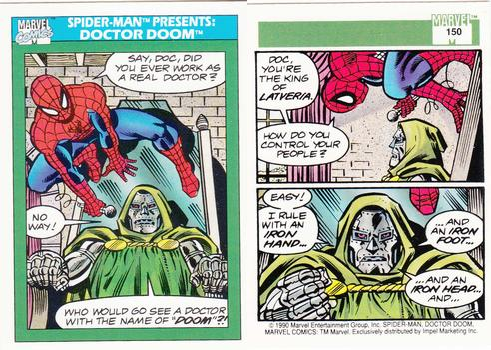 MARVEL
COMICS
SPIDER-MAN™ PRESENTS:
DOCTOR DOOM™
SAY, DOC, DID
YOU EVER WORK AS
A REAL DOCTOR?
NO
WAY!
WHO WOULD GO SEE A DOCTOR
WITH THE NAME OF "DOOM"?!
MARVEL
150
DOC,
YOU'RE THE
KING OF
LATVERIA.
HOW DO YOU
CONTROL YOUR
PEOPLE?
EASY!
I RULE
WITH AN
IRON
HAND...
...AND
AN IRON
FOOT...
...AND AN
IRON HEAD...
AND...
© 1990 Marvel Entertainment Group, Inc. SPIDER-MAN, DOCTOR DOOM,
MARVEL COMICS: TM Marvel. Exclusively distributed by Impel Marketing Inc.